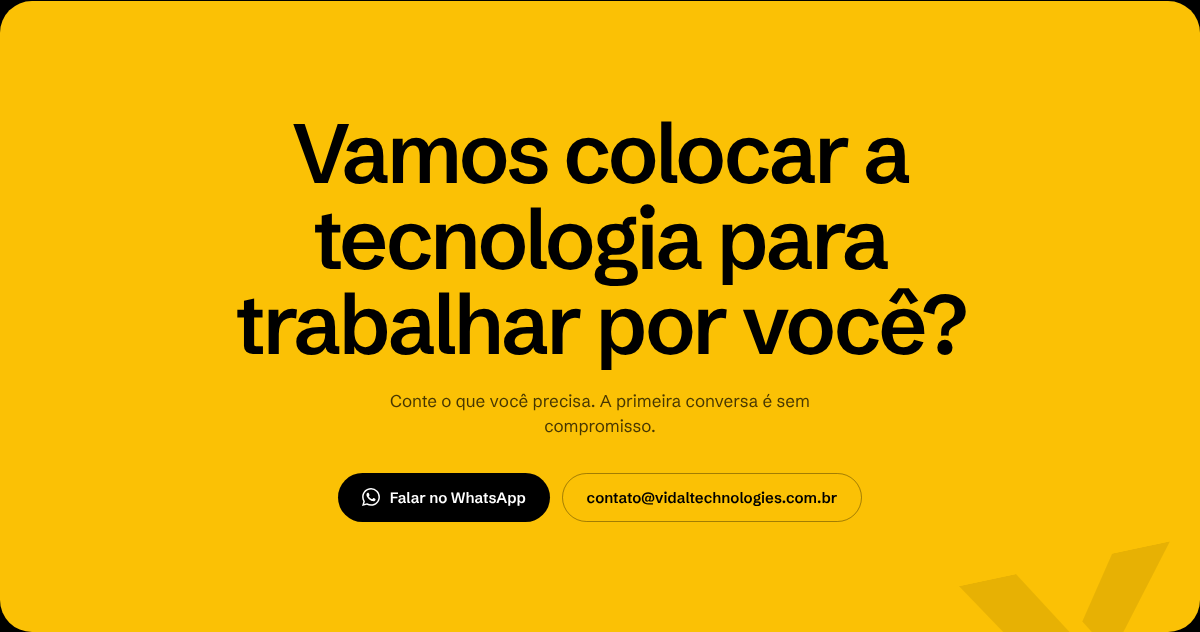 Vamos colocar a
tecnologia para
trabalhar por você?
Conte o que você precisa. A primeira conversa é sem
compromisso.
Falar no WhatsApp
contato@vidaltechnologies.com.br